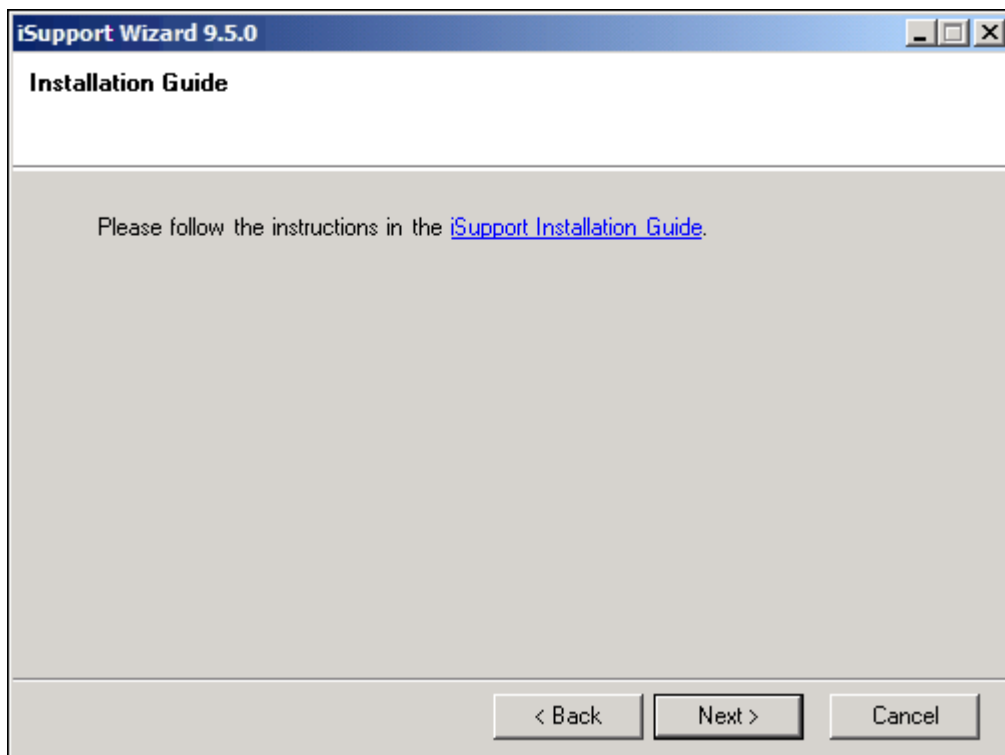 iSupport Wizard 9.5.0
Installation Guide
Please follow the instructions in the iSupport Installation Guide.
< Back
Next >
Cancel